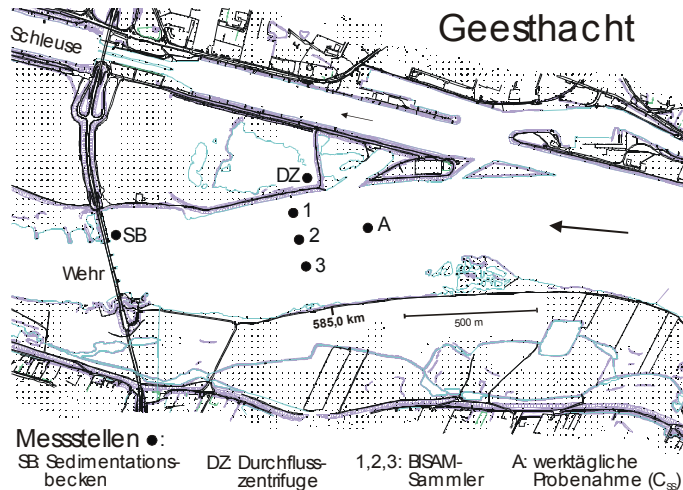 Geesthacht
Schleuse
DZ
1
A
2
SB
3
Wehr
585,0 km
500 m
Messstellen ●:
SB: Sedimentations-
becken
DZ: Durchfluss-
zentrifuge
1,2,3: BISAM-
Sammler
A: werktägliche
Probenahme (Css)